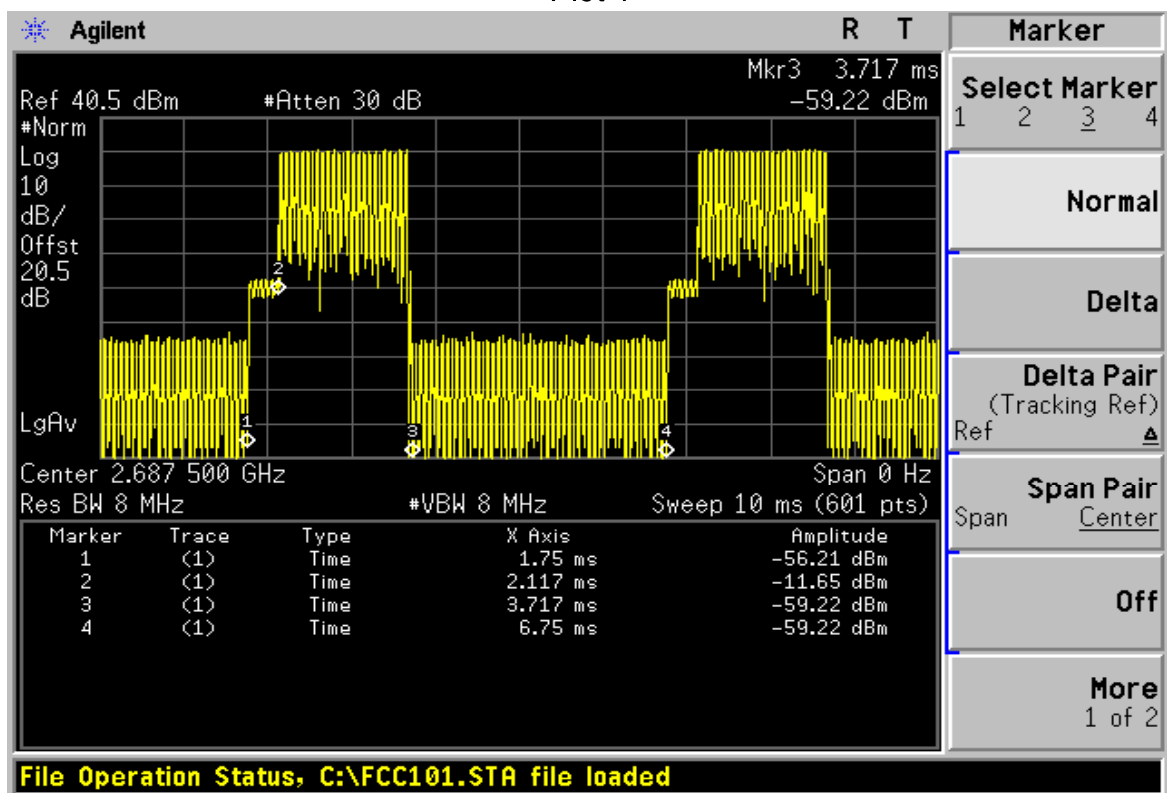 Agilent R T
Mkr3 3.717 ms
Ref 40.5 dBm #Atten 30 dB -59.22 dBm
#Norm
Log
10
dB/
Offst
20.5
dB
LgAv
1
2
3
4
Center 2.687 500 GHz Span 0 Hz
Res BW 8 MHz #VBW 8 MHz Sweep 10 ms (601 pts)
Marker Trace Type X Axis Amplitude
1 (1) Time 1.75 ms -56.21 dBm
2 (1) Time 2.117 ms -11.65 dBm
3 (1) Time 3.717 ms -59.22 dBm
4 (1) Time 6.75 ms -59.22 dBm
File Operation Status, C:\FCC101.STA file loaded
Marker
Select Marker
1 2 3 4
Normal
Delta
Delta Pair
(Tracking Ref)
Ref Δ
Span Pair
Span Center
Off
More
1 of 2